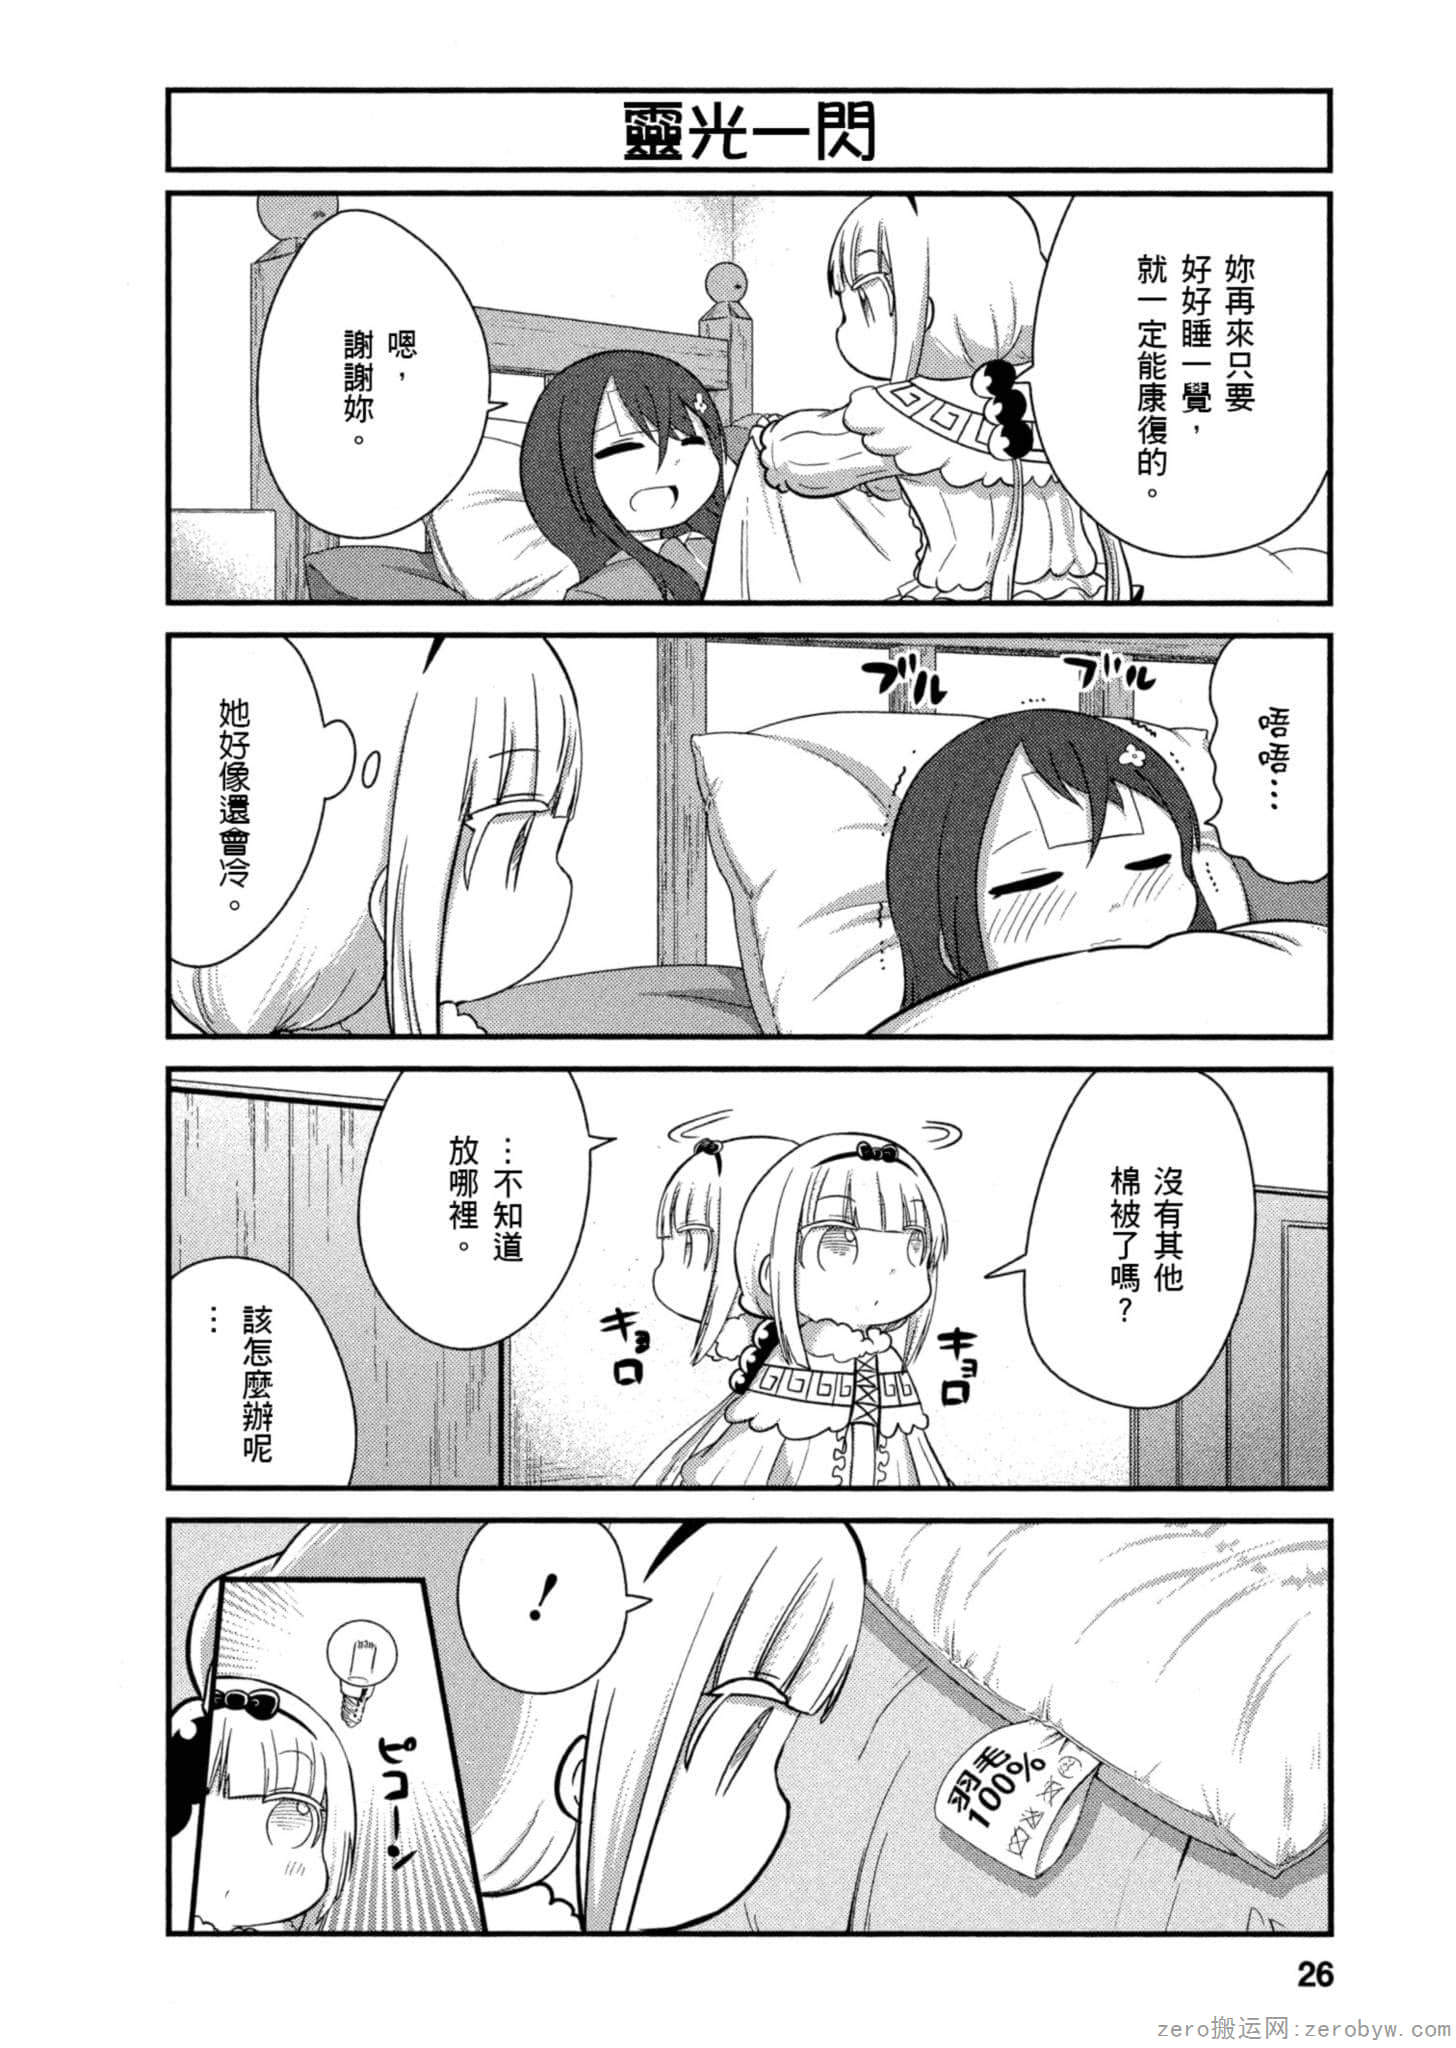 靈光一閃
妳再來只要
好好睡一覺，
就一定能康復的。
嗯，
謝謝妳。
唔唔…
ブル
ブル
她好像還會冷。
沒有其他
棉被了嗎？
キョロ
キョロ
…不知道
放哪裡。
該怎麼辦呢
…
羽毛
100%
！
ピコーン
26
zero搬运网:zerobyw.com